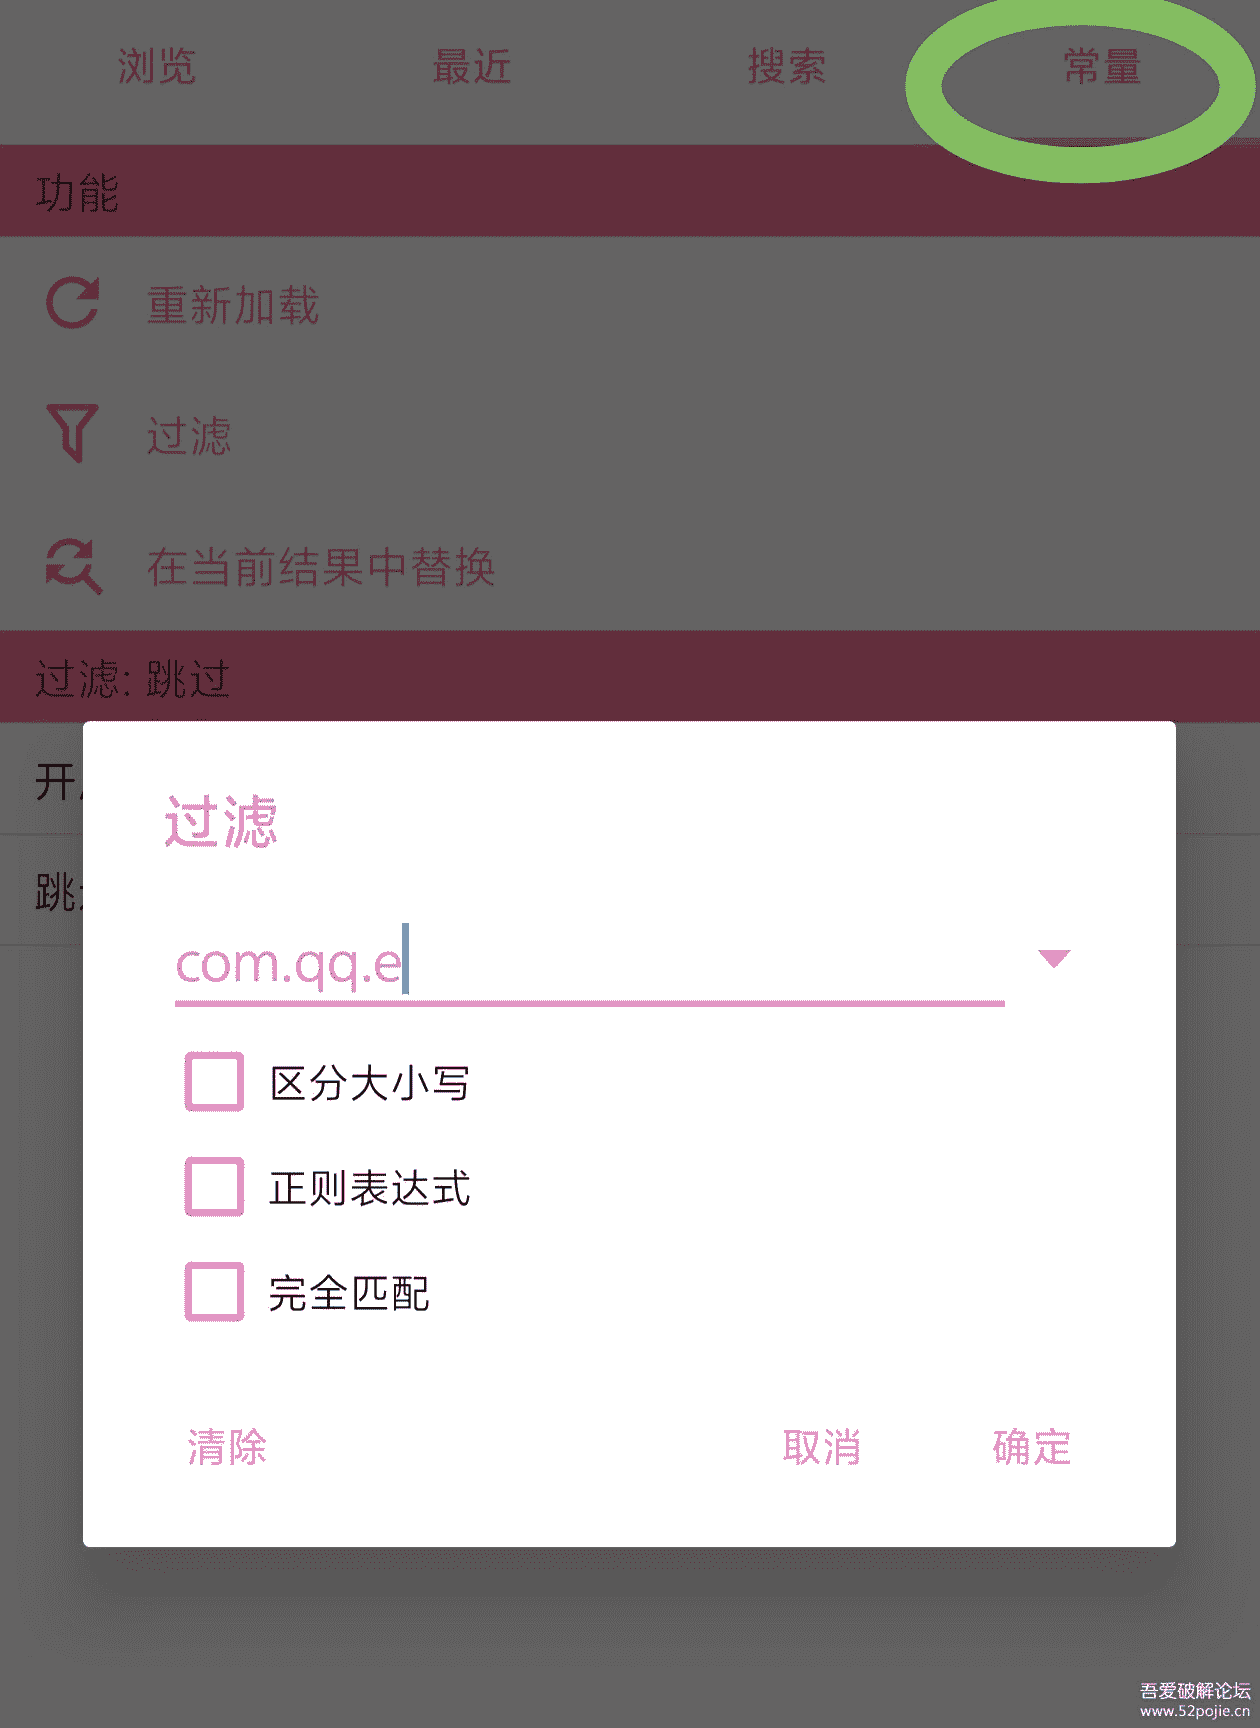 浏览 最近 搜索 常量
功能
重新加载
过滤
在当前结果中替换
过滤: 跳过
开
过滤
跳
com.qq.e
区分大小写
正则表达式
完全匹配
清除 取消 确定
吾爱破解论坛
www.52pojie.cn